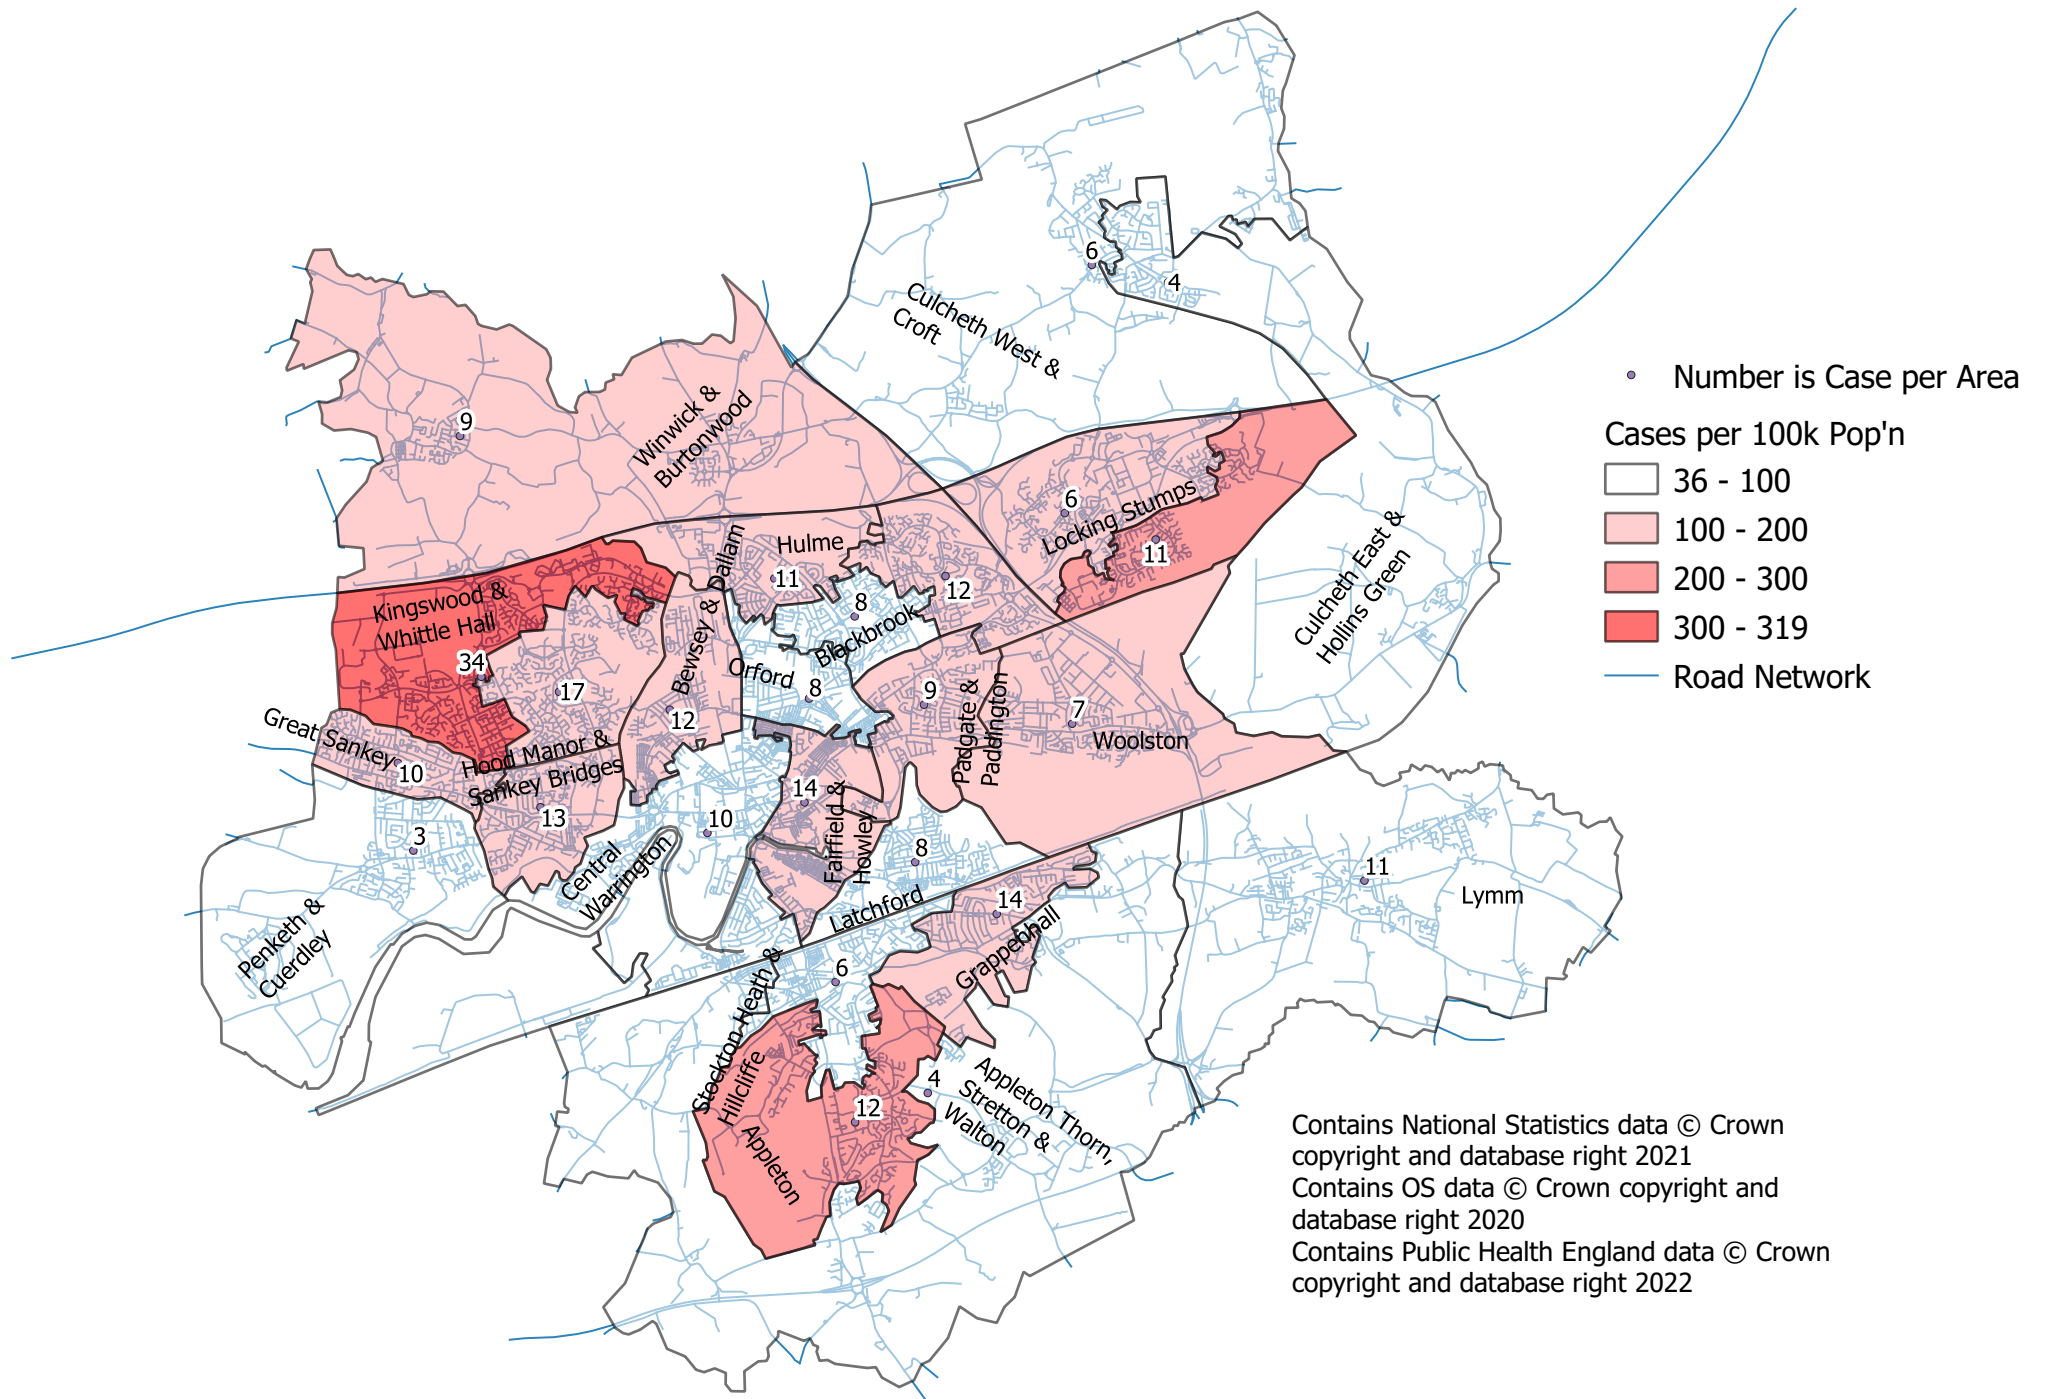 6
4
Culcheth West &
Croft
Number is Case per Area
Cases per 100k Pop'n
36 - 100
100 - 200
200 - 300
300 - 319
Road Network
9
Winwick &
Burtonwood
6
Locking Stumps
11
Hulme
11
12
8
Blackbrook
Culcheth East &
Hollins Green
Kingswood &
Whittle Hall
34
17
Bewsey & Dallam
12
Orford
8
9
Padgate &
Paddington
7
Woolston
Great Sankey
10
Hood Manor &
Sankey Bridges
13
14
Fairfield &
Howley
10
Central
Warrington
3
Penketh &
Cuerdley
8
Latchford
14
Grappenhall
11
Lymm
6
Stockton Heath &
Hillcliffe
12
Appleton
4
Appleton Thorn,
Stretton &
Walton
Contains National Statistics data © Crown
copyright and database right 2021
Contains OS data © Crown copyright and
database right 2020
Contains Public Health England data © Crown
copyright and database right 2022